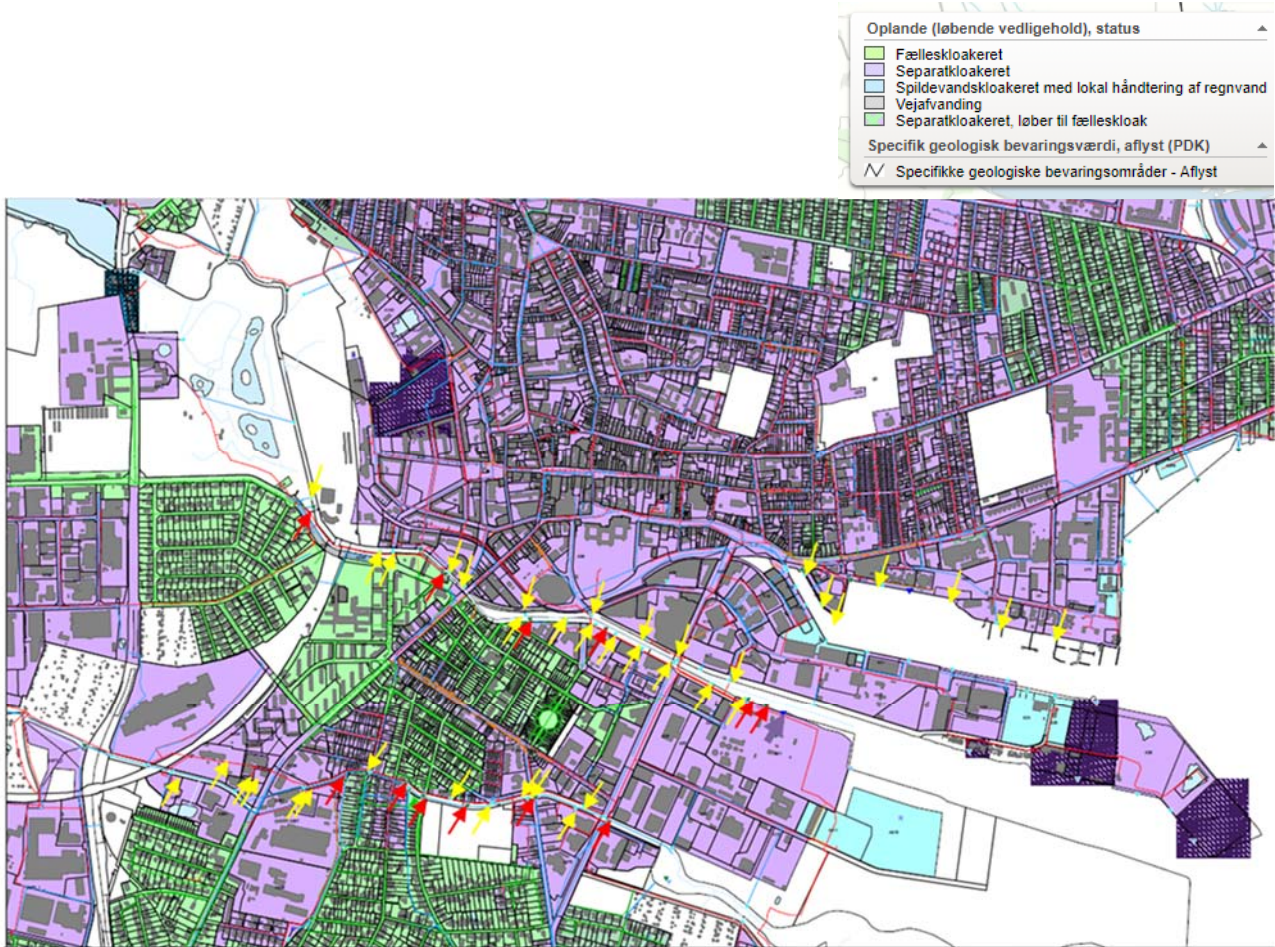 Oplande (løbende vedligehold), status
Fælleskloakeret
Separatkloakeret
Spildevandskloakeret med lokal håndtering af regnvand
Vejafvanding
Separatkloakeret, løber til fælleskloak
Specifik geologisk bevaringsværdi, aflyst (PDK)
Specifikke geologiske bevaringsområder - Aflyst